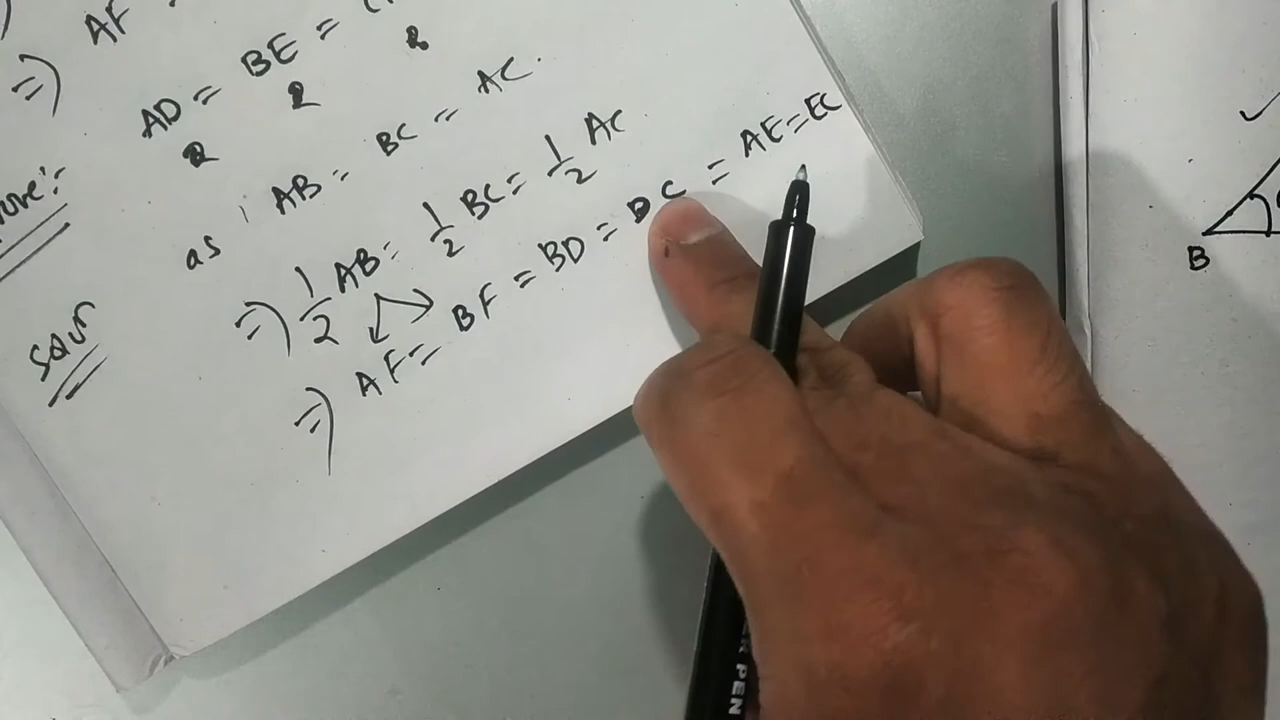 =) AF
AD = BE =
2 2 2
as , AB = BC = AC.
Soln
=) 1/2 AB = 1/2 BC = 1/2 AC
=) AF = BF = BD = DC = AE = EC
B
PEN